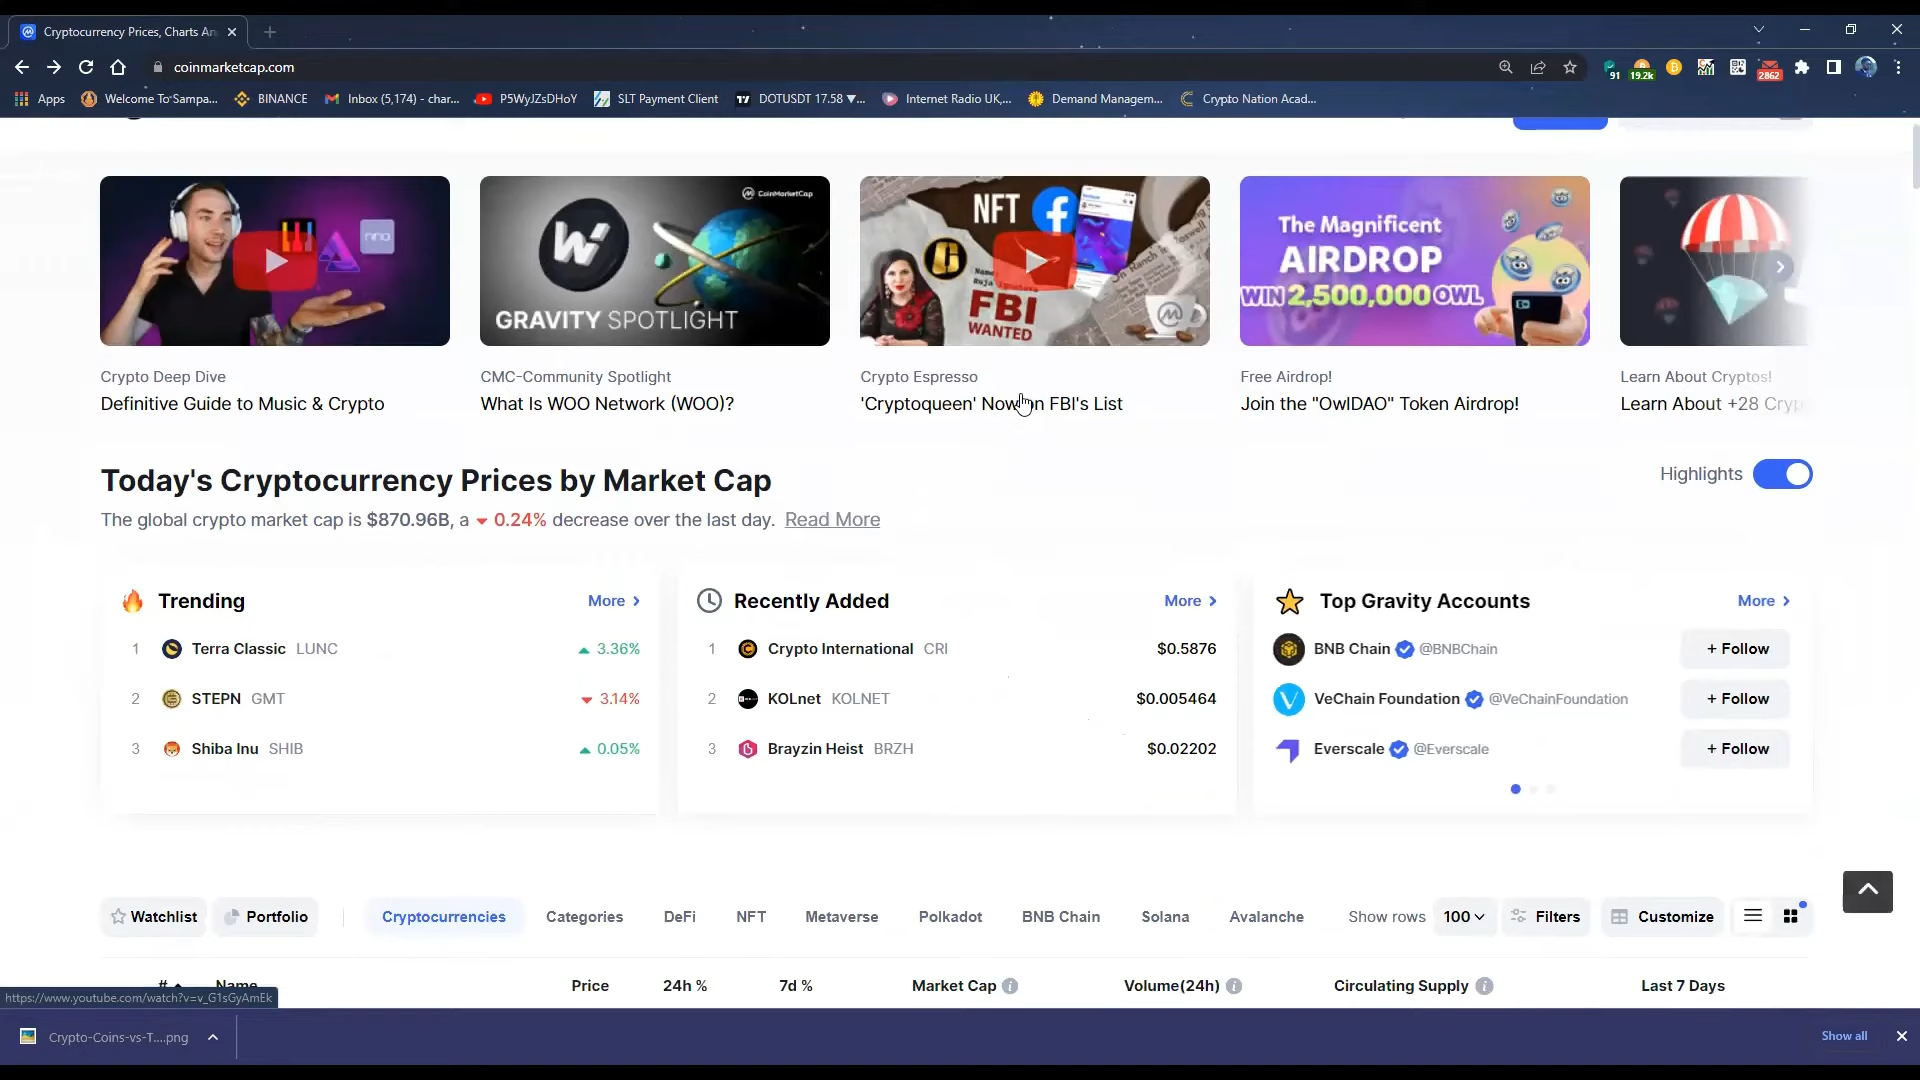 Cryptocurrency Prices, Charts An
coinmarketcap.com
91
19.2k
2862
Apps
Welcome To Sampa...
BINANCE
Inbox (5,174) - char...
P5WyJZsDHoY
SLT Payment Client
DOTUSDT 17.58 ▼...
Internet Radio UK,...
Demand Managem...
Crypto Nation Acad...
nno
CoinMarketCap
GRAVITY SPOTLIGHT
NFT
FBI
WANTED
The Magnificent
AIRDROP
WIN 2,500,000 OWL
Crypto Deep Dive
Definitive Guide to Music & Crypto
CMC-Community Spotlight
What Is WOO Network (WOO)?
Crypto Espresso
'Cryptoqueen' Now on FBI's List
Free Airdrop!
Join the "OwlDAO" Token Airdrop!
Learn About Cryptos!
Learn About +28 Cryp
Today's Cryptocurrency Prices by Market Cap
Highlights
The global crypto market cap is $870.96B, a ▼ 0.24% decrease over the last day. Read More
Trending
More >
1 Terra Classic LUNC ▲ 3.36%
2 STEPN GMT ▼ 3.14%
3 Shiba Inu SHIB ▲ 0.05%
Recently Added
More >
1 Crypto International CRI $0.5876
2 KOLnet KOLNET $0.005464
3 Brayzin Heist BRZH $0.02202
Top Gravity Accounts
More >
BNB Chain @BNBChain + Follow
VeChain Foundation @VeChainFoundation + Follow
Everscale @Everscale + Follow
Watchlist
Portfolio
Cryptocurrencies
Categories
DeFi
NFT
Metaverse
Polkadot
BNB Chain
Solana
Avalanche
Show rows
100
Filters
Customize
# Name Price 24h % 7d % Market Cap Volume(24h) Circulating Supply Last 7 Days
https://www.youtube.com/watch?v=v_G1sGyAmEk
Crypto-Coins-vs-T....png
Show all